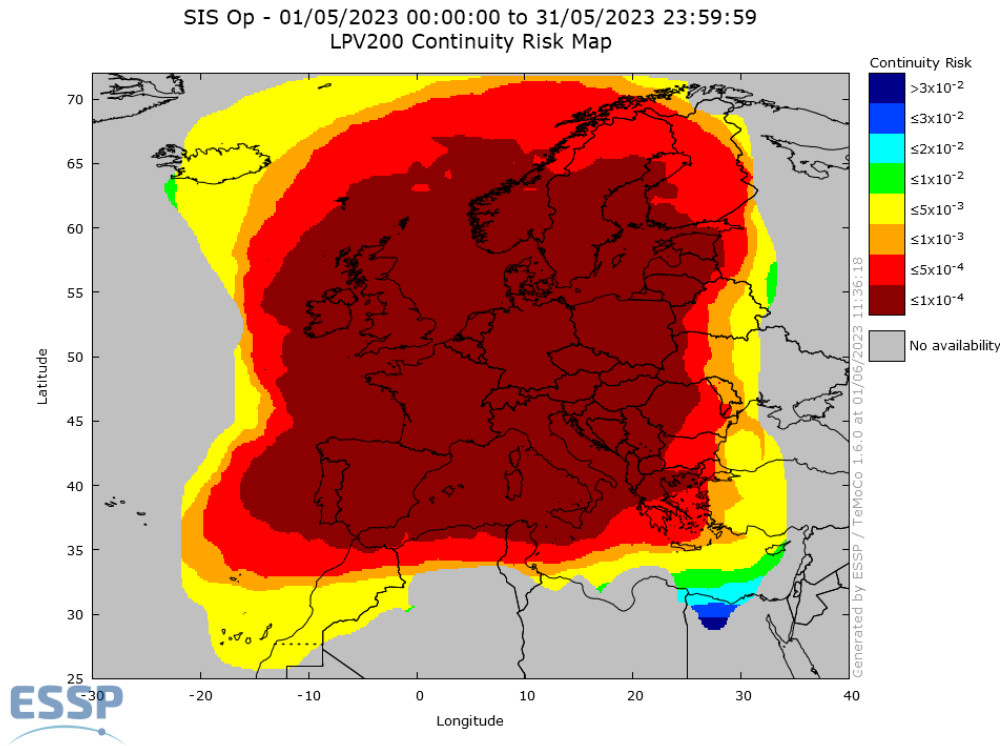 SIS Op - 01/05/2023 00:00:00 to 31/05/2023 23:59:59
LPV200 Continuity Risk Map
Continuity Risk
>3x10⁻²
≤3x10⁻²
≤2x10⁻²
≤1x10⁻²
≤5x10⁻³
≤1x10⁻³
≤5x10⁻⁴
≤1x10⁻⁴
No availability
Latitude
70
65
60
55
50
45
40
35
30
25
-30
-20
-10
0
10
20
30
40
Longitude
Generated by ESSP / TeMoCo 1.6.0 at 01/06/2023 11:36:18
ESSP